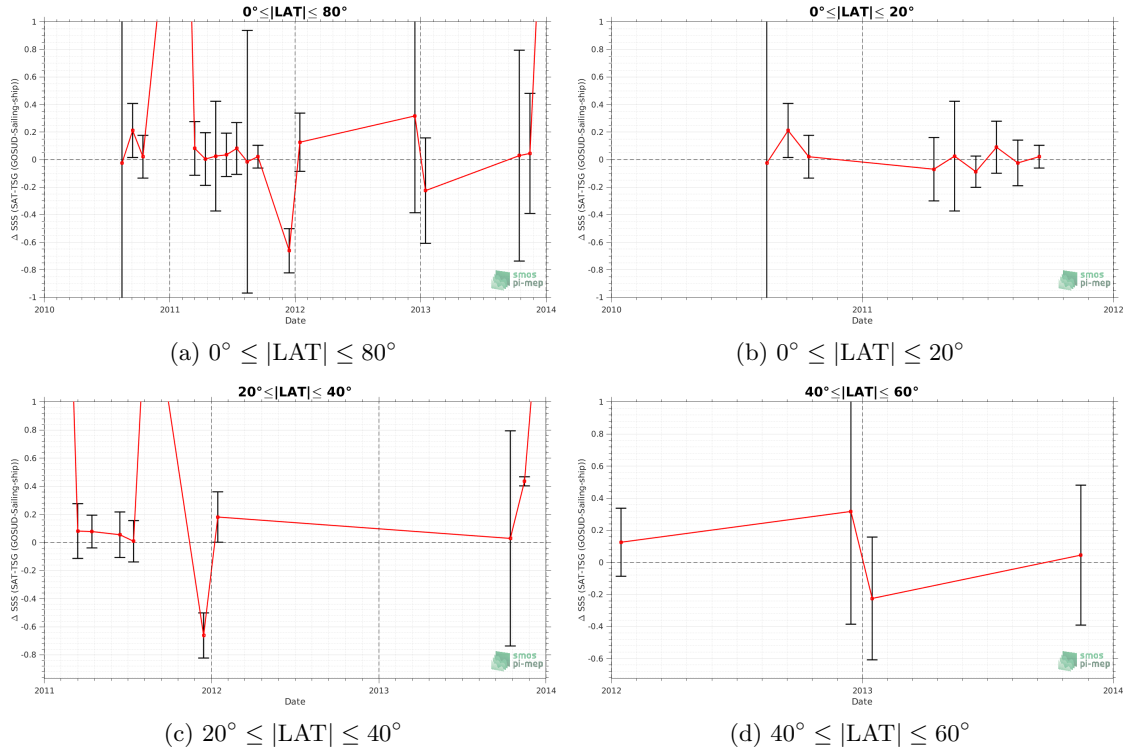 0°≤|LAT|≤ 80°
Δ SSS (SAT-TSG (GOSUD-Sailing-ship))
1
0.8
0.6
0.4
0.2
0
-0.2
-0.4
-0.6
-0.8
-1
2010
2011
2012
2013
2014
Date
smos
pi-mep
(a) 0° ≤ |LAT| ≤ 80°
0°≤|LAT|≤ 20°
Δ SSS (SAT-TSG (GOSUD-Sailing-ship))
1
0.8
0.6
0.4
0.2
0
-0.2
-0.4
-0.6
-0.8
-1
2010
2011
2012
Date
smos
pi-mep
(b) 0° ≤ |LAT| ≤ 20°
20°≤|LAT|≤ 40°
Δ SSS (SAT-TSG (GOSUD-Sailing-ship))
1
0.8
0.6
0.4
0.2
0
-0.2
-0.4
-0.6
-0.8
2011
2012
2013
2014
Date
smos
pi-mep
(c) 20° ≤ |LAT| ≤ 40°
40°≤|LAT|≤ 60°
Δ SSS (SAT-TSG (GOSUD-Sailing-ship))
1
0.8
0.6
0.4
0.2
0
-0.2
-0.4
-0.6
2012
2013
2014
Date
smos
pi-mep
(d) 40° ≤ |LAT| ≤ 60°